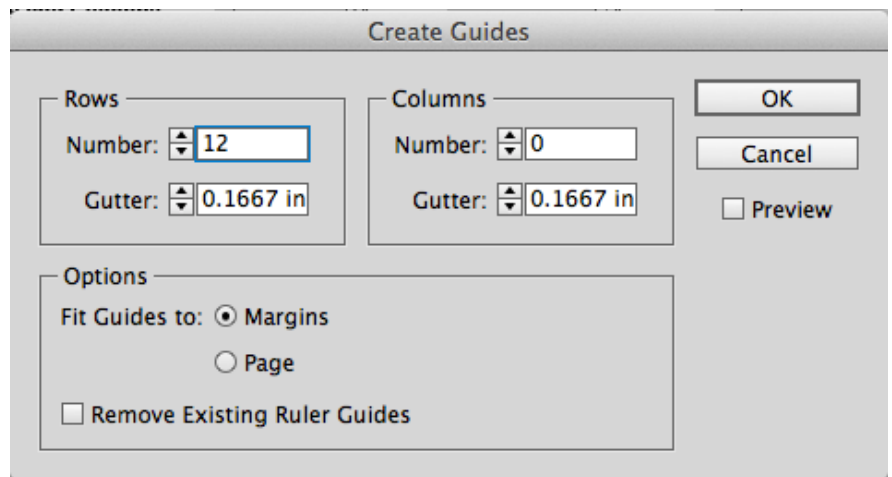 Create Guides
Rows
Number: 12
Gutter: 0.1667 in
Columns
Number: 0
Gutter: 0.1667 in
OK
Cancel
Preview
Options
Fit Guides to: Margins
Page
Remove Existing Ruler Guides